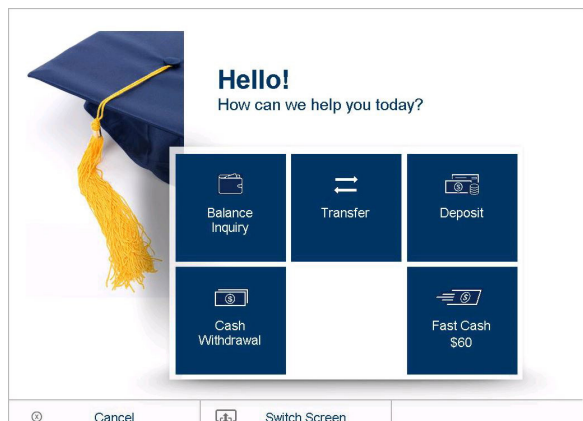 Hello!
How can we help you today?
Balance
Inquiry
Transfer
Deposit
Cash
Withdrawal
Fast Cash
$60
Cancel
Switch Screen